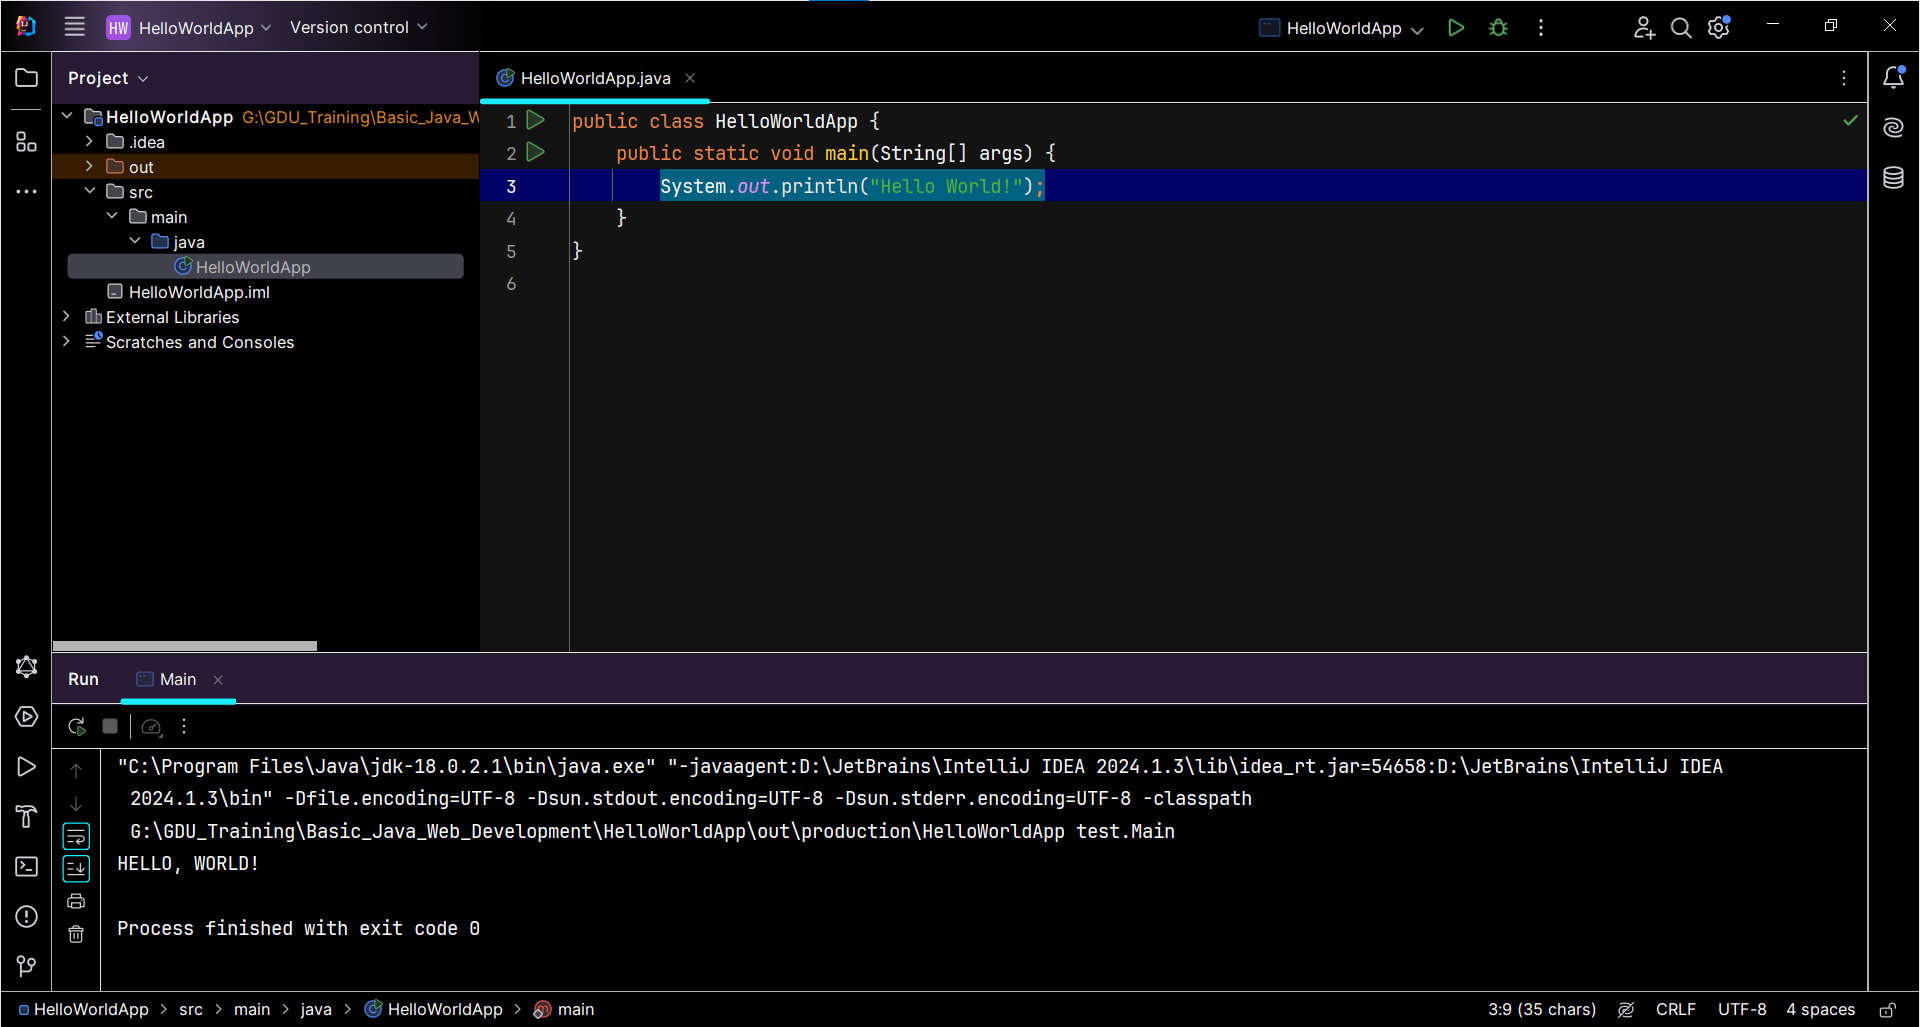 HW HelloWorldApp Version control HelloWorldApp
Project
HelloWorldApp G:\GDU_Training\Basic_Java_W
.idea
out
src
main
java
HelloWorldApp
HelloWorldApp.iml
External Libraries
Scratches and Consoles
HelloWorldApp.java
1 public class HelloWorldApp {
2 public static void main(String[] args) {
3 System.out.println("Hello World!");
4 }
5 }
6
Run Main
"C:\Program Files\Java\jdk-18.0.2.1\bin\java.exe" "-javaagent:D:\JetBrains\IntelliJ IDEA 2024.1.3\lib\idea_rt.jar=54658:D:\JetBrains\IntelliJ IDEA
2024.1.3\bin" -Dfile.encoding=UTF-8 -Dsun.stdout.encoding=UTF-8 -Dsun.stderr.encoding=UTF-8 -classpath
G:\GDU_Training\Basic_Java_Web_Development\HelloWorldApp\out\production\HelloWorldApp test.Main
HELLO, WORLD!
Process finished with exit code 0
HelloWorldApp > src > main > java > HelloWorldApp > main 3:9 (35 chars) CRLF UTF-8 4 spaces